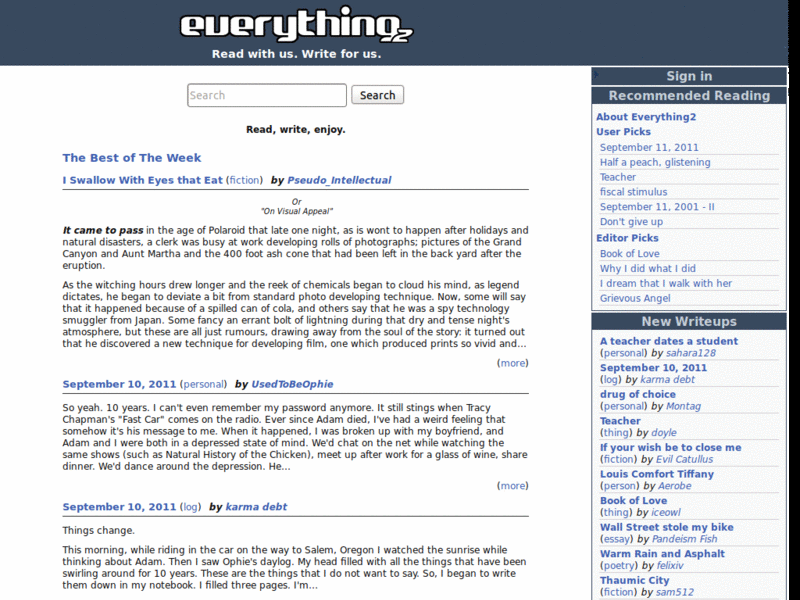 everything2
Read with us. Write for us.
Search
Search
Read, write, enjoy.
The Best of The Week
I Swallow With Eyes that Eat (fiction) by Pseudo_Intellectual
Or
"On Visual Appeal"
It came to pass in the age of Polaroid that late one night, as is wont to happen after holidays and
natural disasters, a clerk was busy at work developing rolls of photographs; pictures of the Grand
Canyon and Aunt Martha and the 400 foot ash cone that had been left in the back yard after the
eruption.
As the witching hours drew longer and the reek of chemicals began to cloud his mind, as legend
dictates, he began to deviate a bit from standard photo developing technique. Now, some will say
that it happened because of a spilled can of cola, and others say that he was a spy technology
smuggler from Japan. Some fancy an errant bolt of lightning during that dry and tense night's
atmosphere, but these are all just rumours, drawing away from the soul of the story: it turned out
that he discovered a new technique for developing film, one which produced prints so vivid and...
(more)
September 10, 2011 (personal) by UsedToBeOphie
So yeah. 10 years. I can't even remember my password anymore. It still stings when Tracy
Chapman's "Fast Car" comes on the radio. Ever since Adam died, I've had a weird feeling that
somehow it's his message to me. When it happened, I was broken up with my boyfriend, and
Adam and I were both in a depressed state of mind. We'd chat on the net while watching the
same shows (such as Natural History of the Chicken), meet up after work for a glass of wine, share
dinner. We'd dance around the depression. He...
(more)
September 10, 2011 (log) by karma debt
Things change.
This morning, while riding in the car on the way to Salem, Oregon I watched the sunrise while
thinking about Adam. Then I saw Ophie's daylog. My head filled with all the things that have been
swirling around for 10 years. These are the things that I do not want to say. So, I began to write
them down in my notebook. I filled three pages. I'm...
Sign in
Recommended Reading
About Everything2
User Picks
September 11, 2011
Half a peach, glistening
Teacher
fiscal stimulus
September 11, 2001 - II
Don't give up
Editor Picks
Book of Love
Why I did what I did
I dream that I walk with her
Grievous Angel
New Writeups
A teacher dates a student
(personal) by sahara128
September 10, 2011
(log) by karma debt
drug of choice
(personal) by Montag
Teacher
(thing) by doyle
If your wish be to close me
(fiction) by Evil Catullus
Louis Comfort Tiffany
(person) by Aerobe
Book of Love
(thing) by iceowl
Wall Street stole my bike
(essay) by Pandeism Fish
Warm Rain and Asphalt
(poetry) by felixiv
Thaumic City
(fiction) by sam512